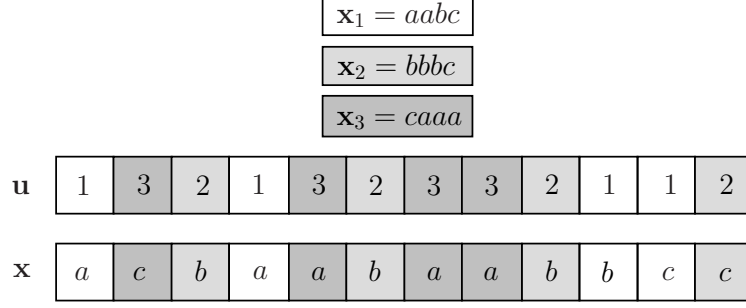 x₁ = aabc
x₂ = bbbc
x₃ = caaa
u 1 3 2 1 3 2 3 3 2 1 1 2
x a c b a a b a a b b c c